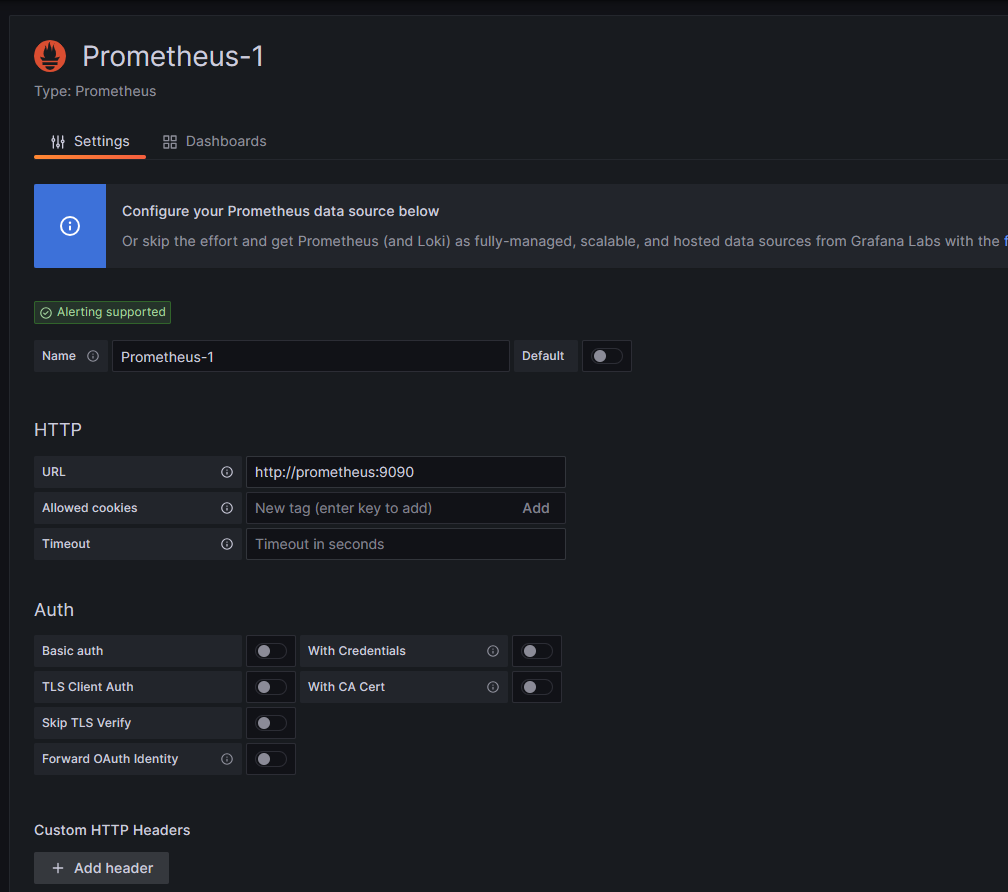 Prometheus-1
Type: Prometheus
Settings
Dashboards
Configure your Prometheus data source below
Or skip the effort and get Prometheus (and Loki) as fully-managed, scalable, and hosted data sources from Grafana Labs with the f
Alerting supported
Name Prometheus-1 Default
HTTP
URL http://prometheus:9090
Allowed cookies New tag (enter key to add) Add
Timeout Timeout in seconds
Auth
Basic auth With Credentials
TLS Client Auth With CA Cert
Skip TLS Verify
Forward OAuth Identity
Custom HTTP Headers
+ Add header